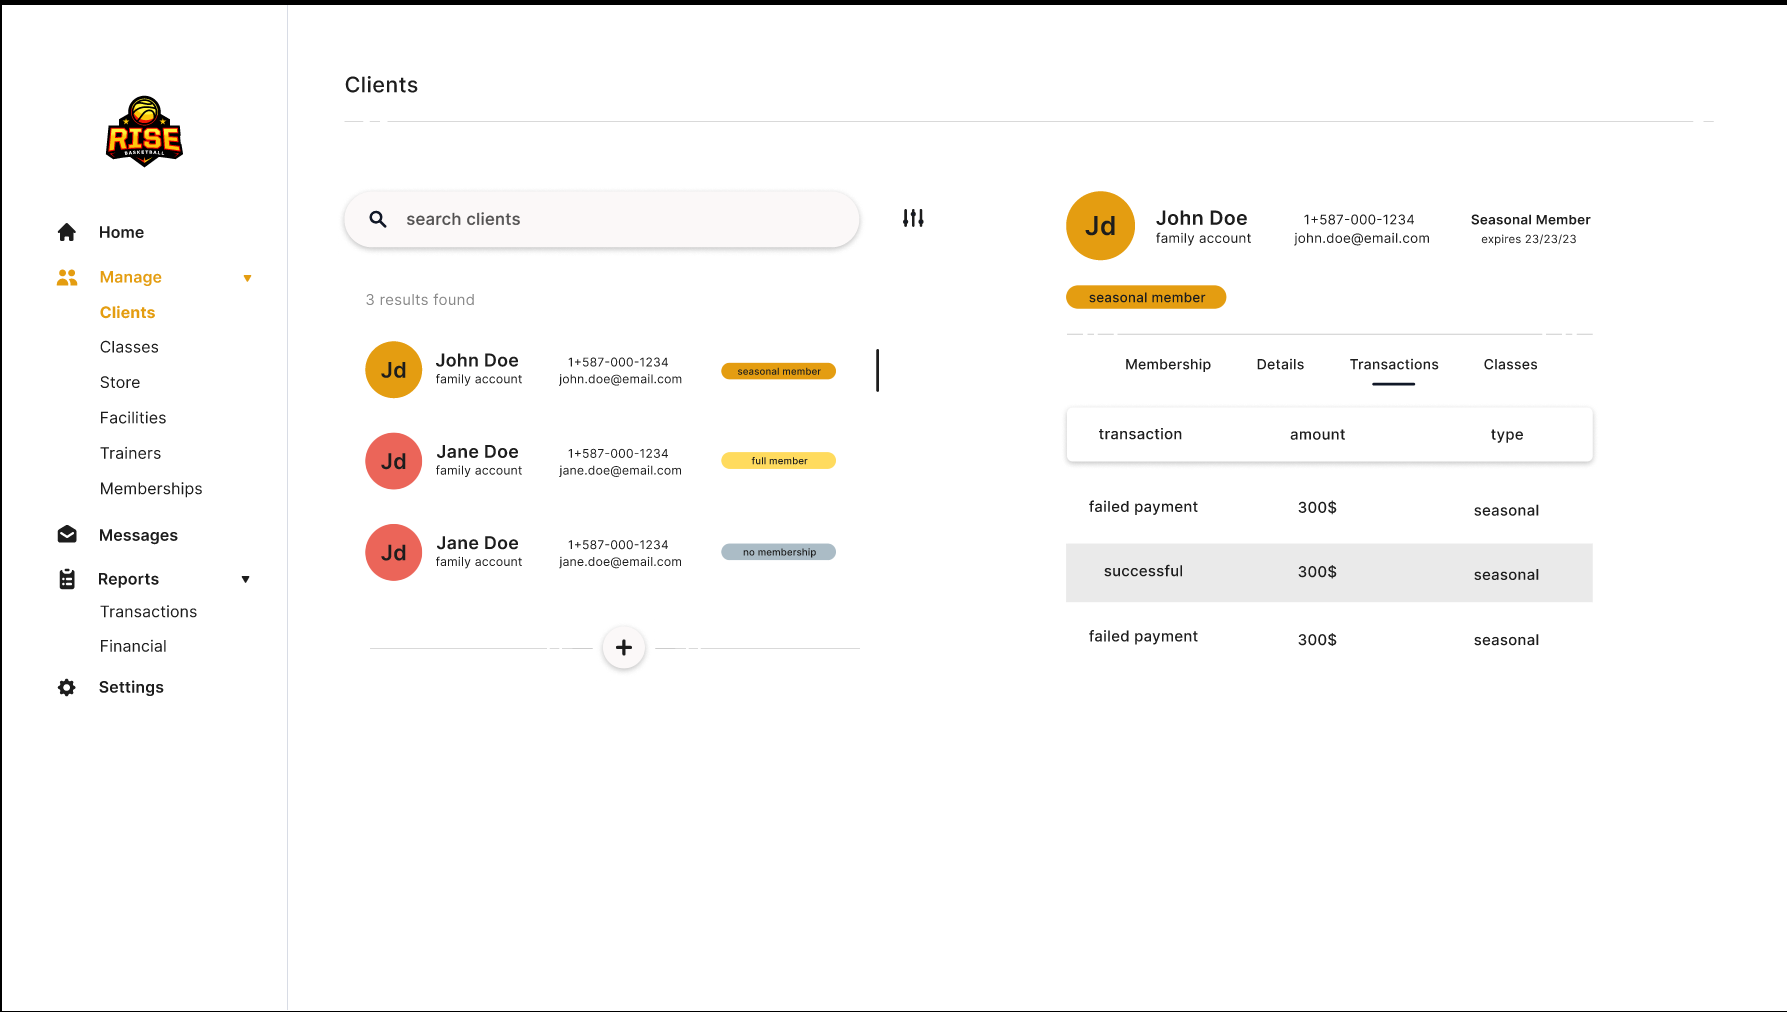 RISE
BASKETBALL
Home
Manage
Clients
Classes
Store
Facilities
Trainers
Memberships
Messages
Reports
Transactions
Financial
Settings
Clients
search clients
3 results found
Jd
John Doe
family account
1+587-000-1234
john.doe@email.com
seasonal member
Jd
Jane Doe
family account
1+587-000-1234
jane.doe@email.com
full member
Jd
Jane Doe
family account
1+587-000-1234
jane.doe@email.com
no membership
Jd
John Doe
family account
1+587-000-1234
john.doe@email.com
Seasonal Member
expires 23/23/23
seasonal member
Membership Details Transactions Classes
transaction amount type
failed payment 300$ seasonal
successful 300$ seasonal
failed payment 300$ seasonal